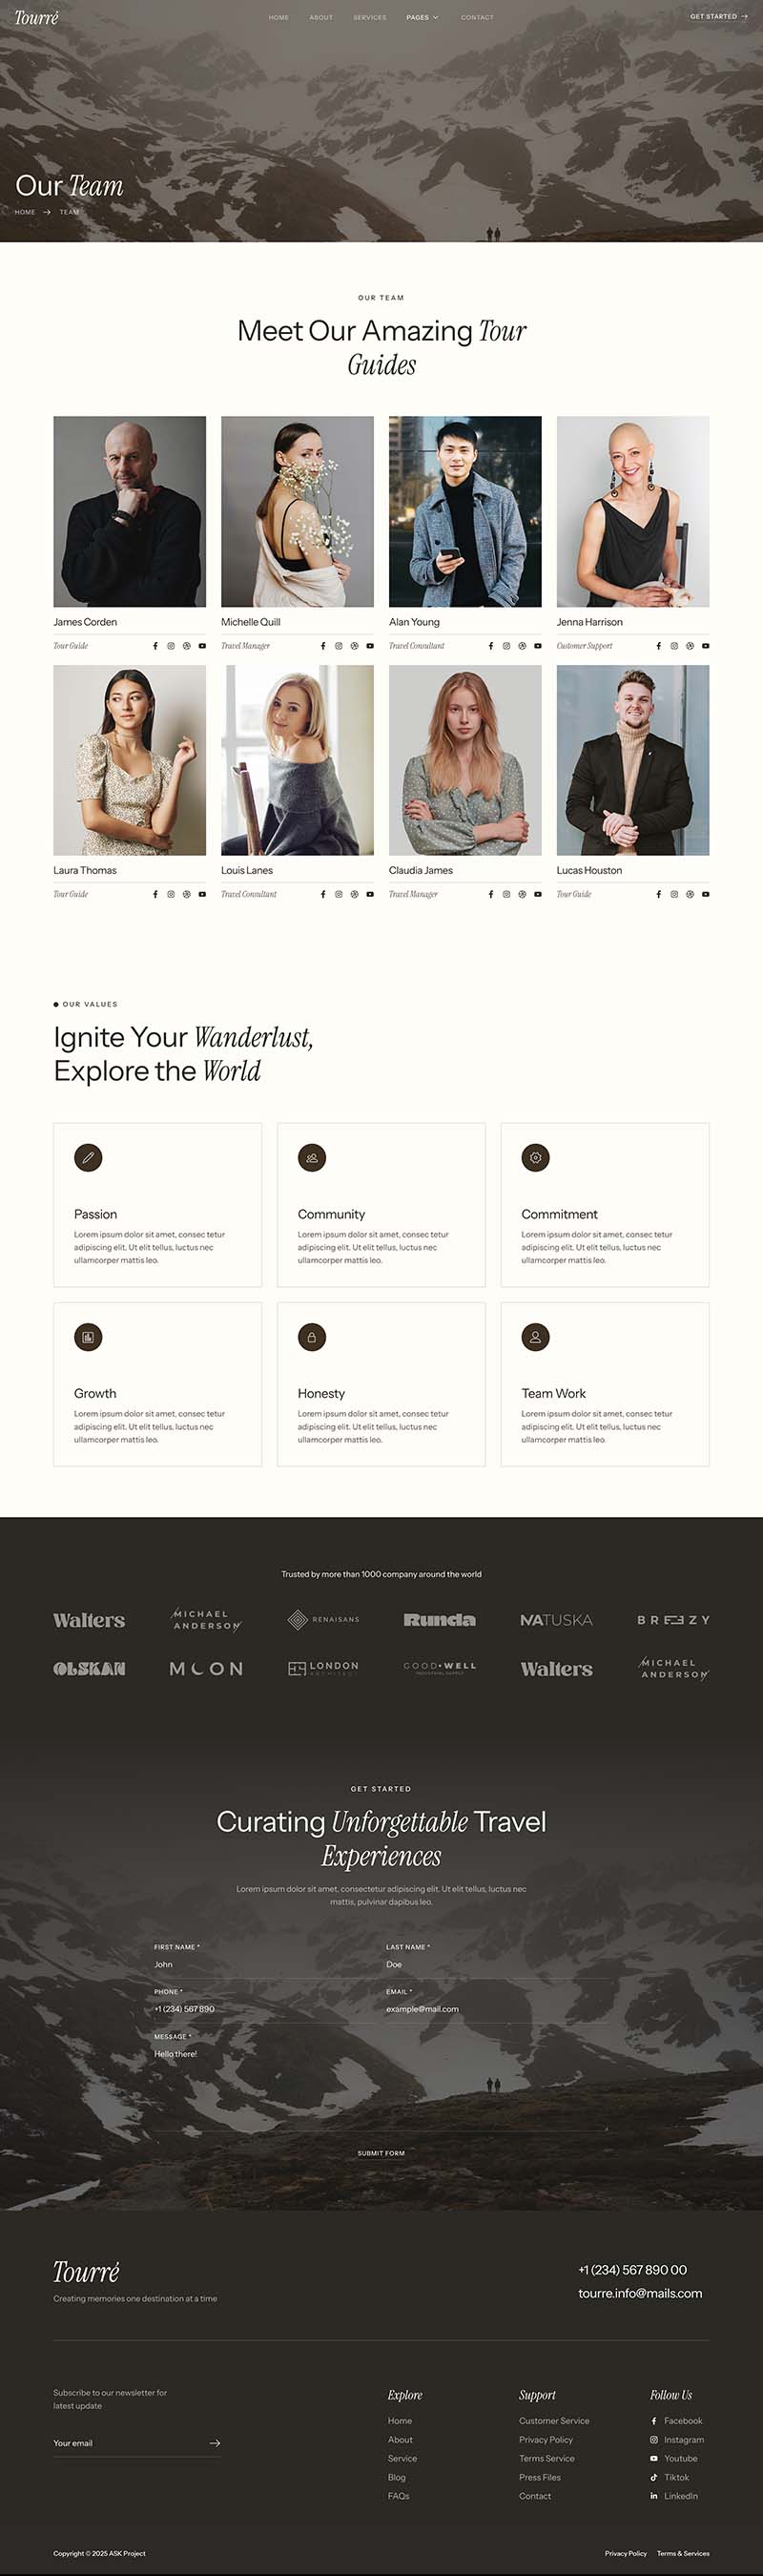 Tourré
HOME ABOUT SERVICES PAGES CONTACT
GET STARTED
Our Team
HOME → TEAM
OUR TEAM
Meet Our Amazing Tour
Guides
James Corden
Tour Guide
Michelle Quill
Travel Manager
Alan Young
Travel Consultant
Jenna Harrison
Customer Support
Laura Thomas
Tour Guide
Louis Lanes
Travel Consultant
Claudia James
Travel Manager
Lucas Houston
Tour Guide
OUR VALUES
Ignite Your Wanderlust,
Explore the World
Passion
Lorem ipsum dolor sit amet, consec tetur
adipiscing elit. Ut elit tellus, luctus nec
ullamcorper mattis leo.
Community
Lorem ipsum dolor sit amet, consec tetur
adipiscing elit. Ut elit tellus, luctus nec
ullamcorper mattis leo.
Commitment
Lorem ipsum dolor sit amet, consec tetur
adipiscing elit. Ut elit tellus, luctus nec
ullamcorper mattis leo.
Growth
Lorem ipsum dolor sit amet, consec tetur
adipiscing elit. Ut elit tellus, luctus nec
ullamcorper mattis leo.
Honesty
Lorem ipsum dolor sit amet, consec tetur
adipiscing elit. Ut elit tellus, luctus nec
ullamcorper mattis leo.
Team Work
Lorem ipsum dolor sit amet, consec tetur
adipiscing elit. Ut elit tellus, luctus nec
ullamcorper mattis leo.
Trusted by more than 1000 company around the world
Walters
MICHAEL
ANDERSON
RENAISANS
Runda
NATUSKA
BREEZY
OLSKAN
MOON
LONDON
ARCHITECT
GOOD•WELL
INDUSTRIAL SUPPLY
Walters
MICHAEL
ANDERSON
GET STARTED
Curating Unforgettable Travel
Experiences
Lorem ipsum dolor sit amet, consectetur adipiscing elit. Ut elit tellus, luctus nec
mattis, pulvinar dapibus leo.
FIRST NAME *
John
LAST NAME *
Doe
PHONE *
+1 (234) 567 890
EMAIL *
example@mail.com
MESSAGE *
Hello there!
SUBMIT FORM
Tourré
Creating memories one destination at a time
+1 (234) 567 890 00
tourre.info@mails.com
Subscribe to our newsletter for
latest update
Your email
Explore
Home
About
Service
Blog
FAQs
Support
Customer Service
Privacy Policy
Terms Service
Press Files
Contact
Follow Us
Facebook
Instagram
Youtube
Tiktok
LinkedIn
Copyright © 2025 ASK Project
Privacy Policy Terms & Services